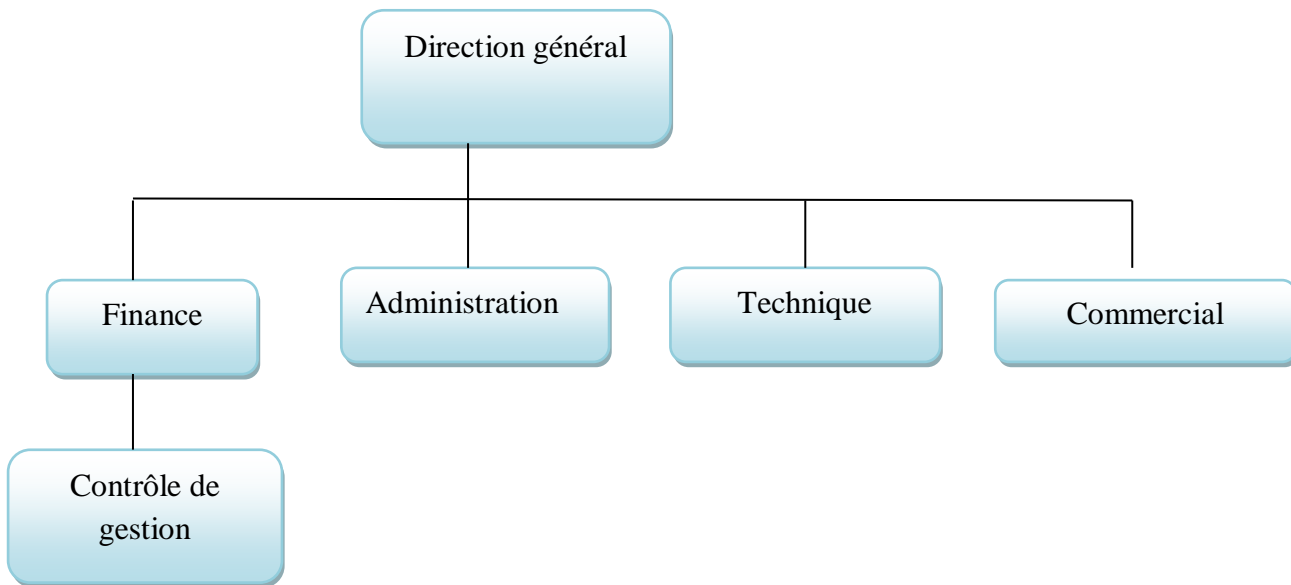 Direction général
Finance
Administration
Technique
Commercial
Contrôle de
gestion